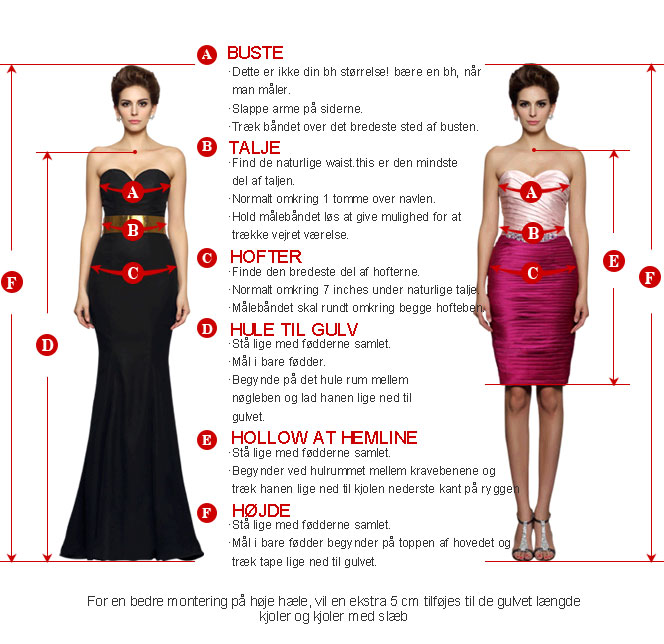 A BUSTE
·Dette er ikke din bh størrelse! bære en bh, når
man måler.
·Slappe arme på siderne.
·Træk båndet over det bredeste sted af busten.
B TALJE
·Find de naturlige waist.this er den mindste
del af taljen.
·Normalt omkring 1 tomme over navlen.
·Hold målebåndet løs at give mulighed for at
trække vejret værelse.
C HOFTER
·Finde den bredeste del af hofterne.
·Normalt omkring 7 inches under naturlige talje.
·Målebåndet skal rundt omkring begge hofteben.
D HULE TIL GULV
·Stå lige med fødderne samlet.
·Mål i bare fødder.
·Begynde på det hule rum mellem
nøgleben og lad hanen lige ned til
gulvet.
E HOLLOW AT HEMLINE
·Stå lige med fødderne samlet.
·Begynder ved hulrummet mellem kravebenene og
træk hanen lige ned til kjolen nederste kant på ryggen
F HØJDE
·Stå lige med fødderne samlet.
·Mål i bare fødder begynder på toppen af hovedet og
træk tape lige ned til gulvet.
A
B
C
D
F
A
B
C
E
F
For en bedre montering på høje hæle, vil en ekstra 5 cm tilføjes til de gulvet længde
kjoler og kjoler med slæb